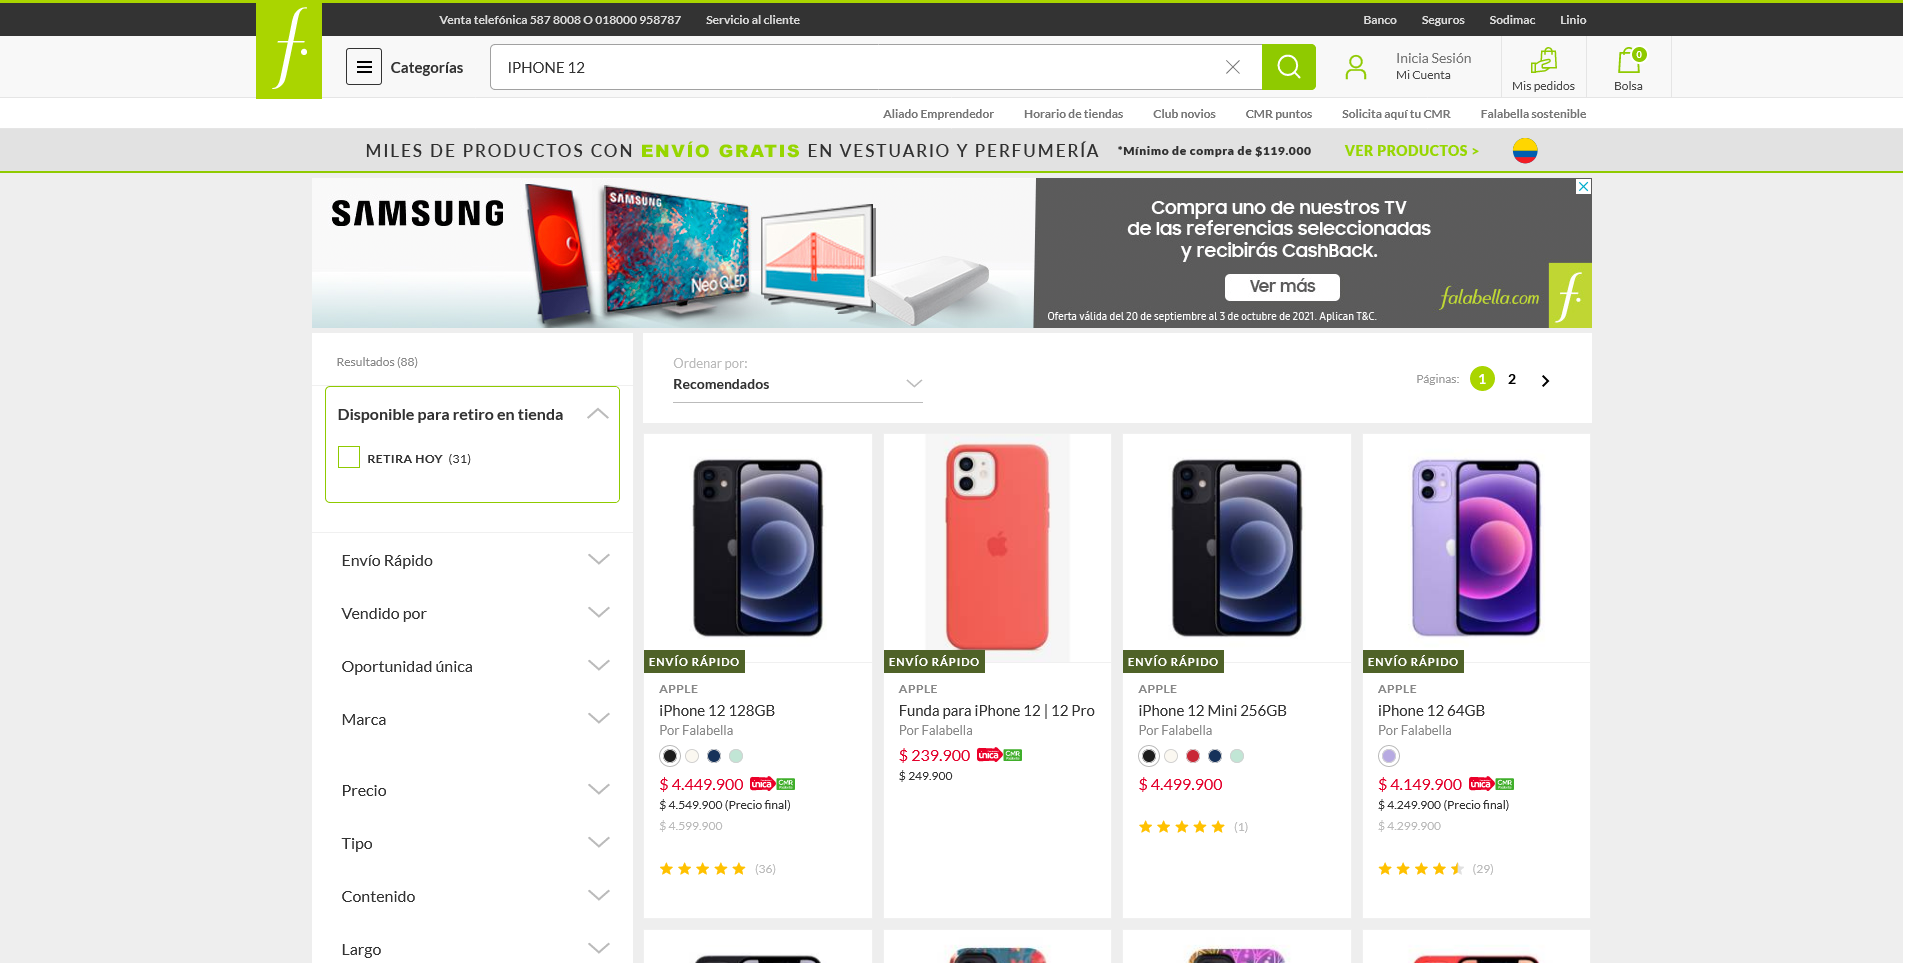 Venta telefónica 587 8008 O 018000 958787 Servicio al cliente Banco Seguros Sodimac Linio
f.
Categorías
IPHONE 12
Inicia Sesión
Mi Cuenta
Mis pedidos
0
Bolsa
Aliado Emprendedor Horario de tiendas Club novios CMR puntos Solicita aquí tu CMR Falabella sostenible
MILES DE PRODUCTOS CON ENVÍO GRATIS EN VESTUARIO Y PERFUMERÍA *Mínimo de compra de $119.000 VER PRODUCTOS >
SAMSUNG
SAMSUNG
Neo QLED
Compra uno de nuestros TV
de las referencias seleccionadas
y recibirás CashBack.
Ver más
falabella.com f.
Oferta válida del 20 de septiembre al 3 de octubre de 2021. Aplican T&C.
Resultados (88)
Disponible para retiro en tienda
RETIRA HOY (31)
Envío Rápido
Vendido por
Oportunidad única
Marca
Precio
Tipo
Contenido
Largo
Ordenar por:
Recomendados
Páginas: 1 2
ENVÍO RÁPIDO
APPLE
iPhone 12 128GB
Por Falabella
$ 4.449.900 única CMR
$ 4.549.900 (Precio final)
$ 4.599.900
(36)
ENVÍO RÁPIDO
APPLE
Funda para iPhone 12 | 12 Pro
Por Falabella
$ 239.900 única CMR
$ 249.900
ENVÍO RÁPIDO
APPLE
iPhone 12 Mini 256GB
Por Falabella
$ 4.499.900
(1)
ENVÍO RÁPIDO
APPLE
iPhone 12 64GB
Por Falabella
$ 4.149.900 única CMR
$ 4.249.900 (Precio final)
$ 4.299.900
(29)